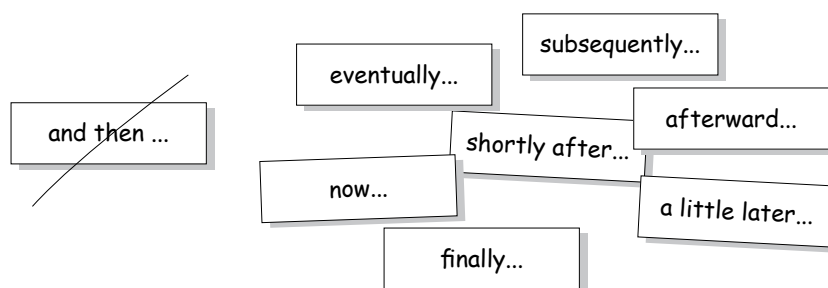 subsequently...
eventually...
and then ...
afterward...
shortly after...
now...
a little later...
finally...